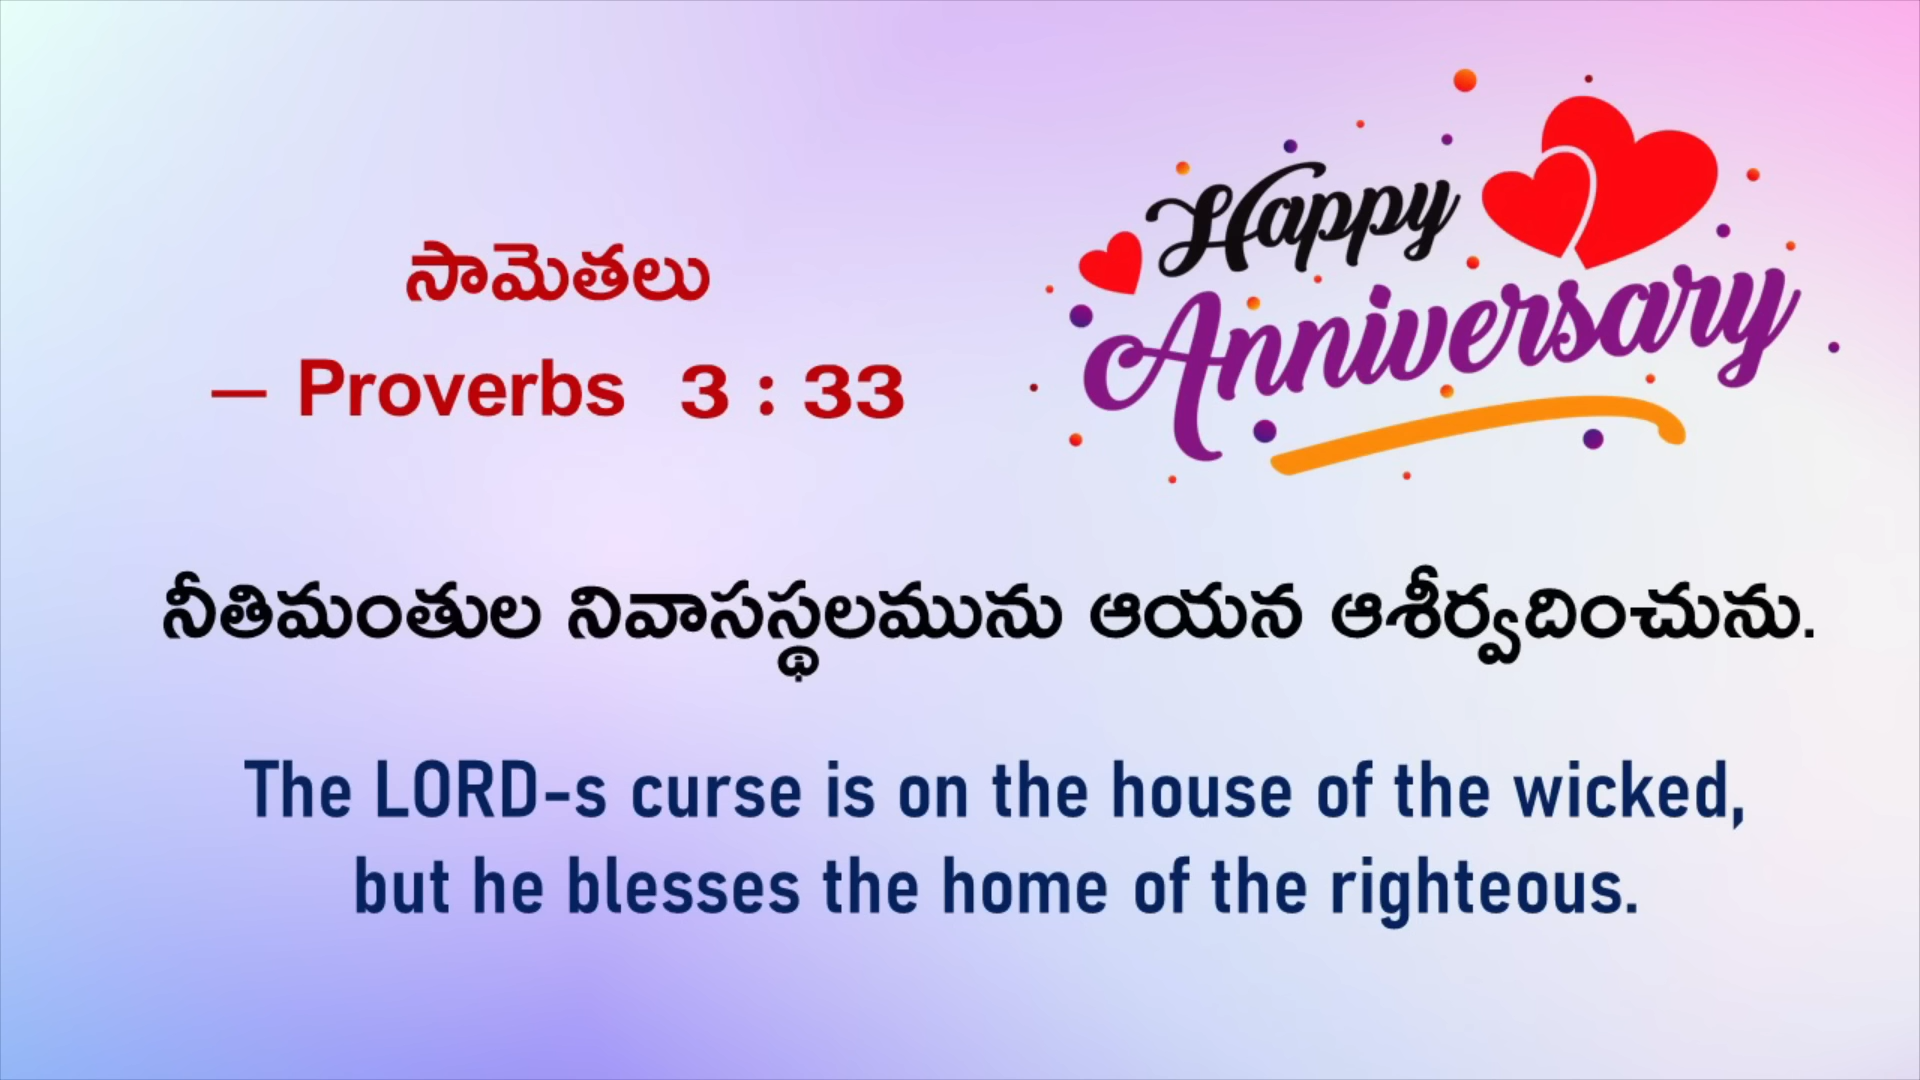 సామెతలు
– Proverbs 3 : 33
Happy
Anniversary
నీతిమంతుల నివాసస్థలమును ఆయన ఆశీర్వదించును.
The LORD-s curse is on the house of the wicked,
but he blesses the home of the righteous.